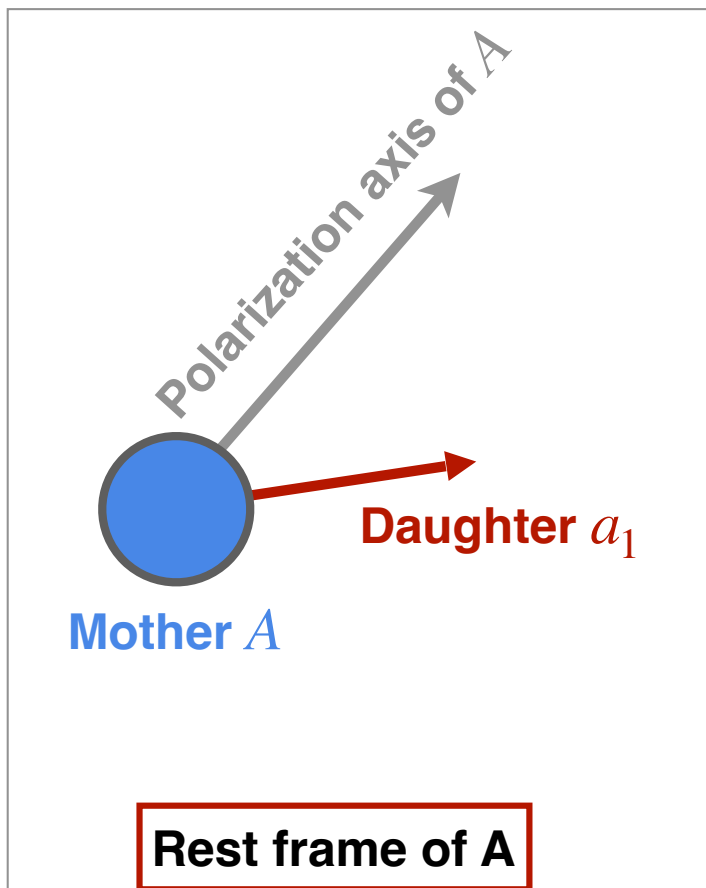 Polarization axis of A
Daughter a₁
Mother A
Rest frame of A